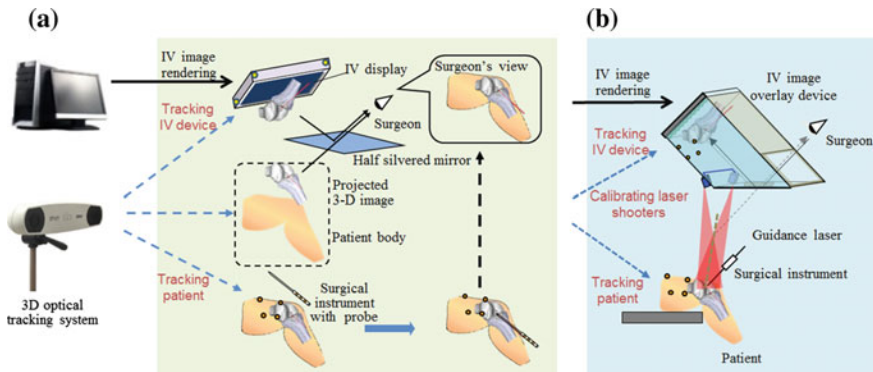 (a)
IV image
rendering
IV display
Surgeon's view
Tracking
IV device
Surgeon
Half silvered mirror
Projected
3-D image
Patient body
Tracking
patient
Surgical
instrument
with probe
3D optical
tracking system
(b)
IV image
rendering
IV image
overlay device
Tracking
IV device
Surgeon
Calibrating laser
shooters
Guidance laser
Surgical instrument
Tracking
patient
Patient